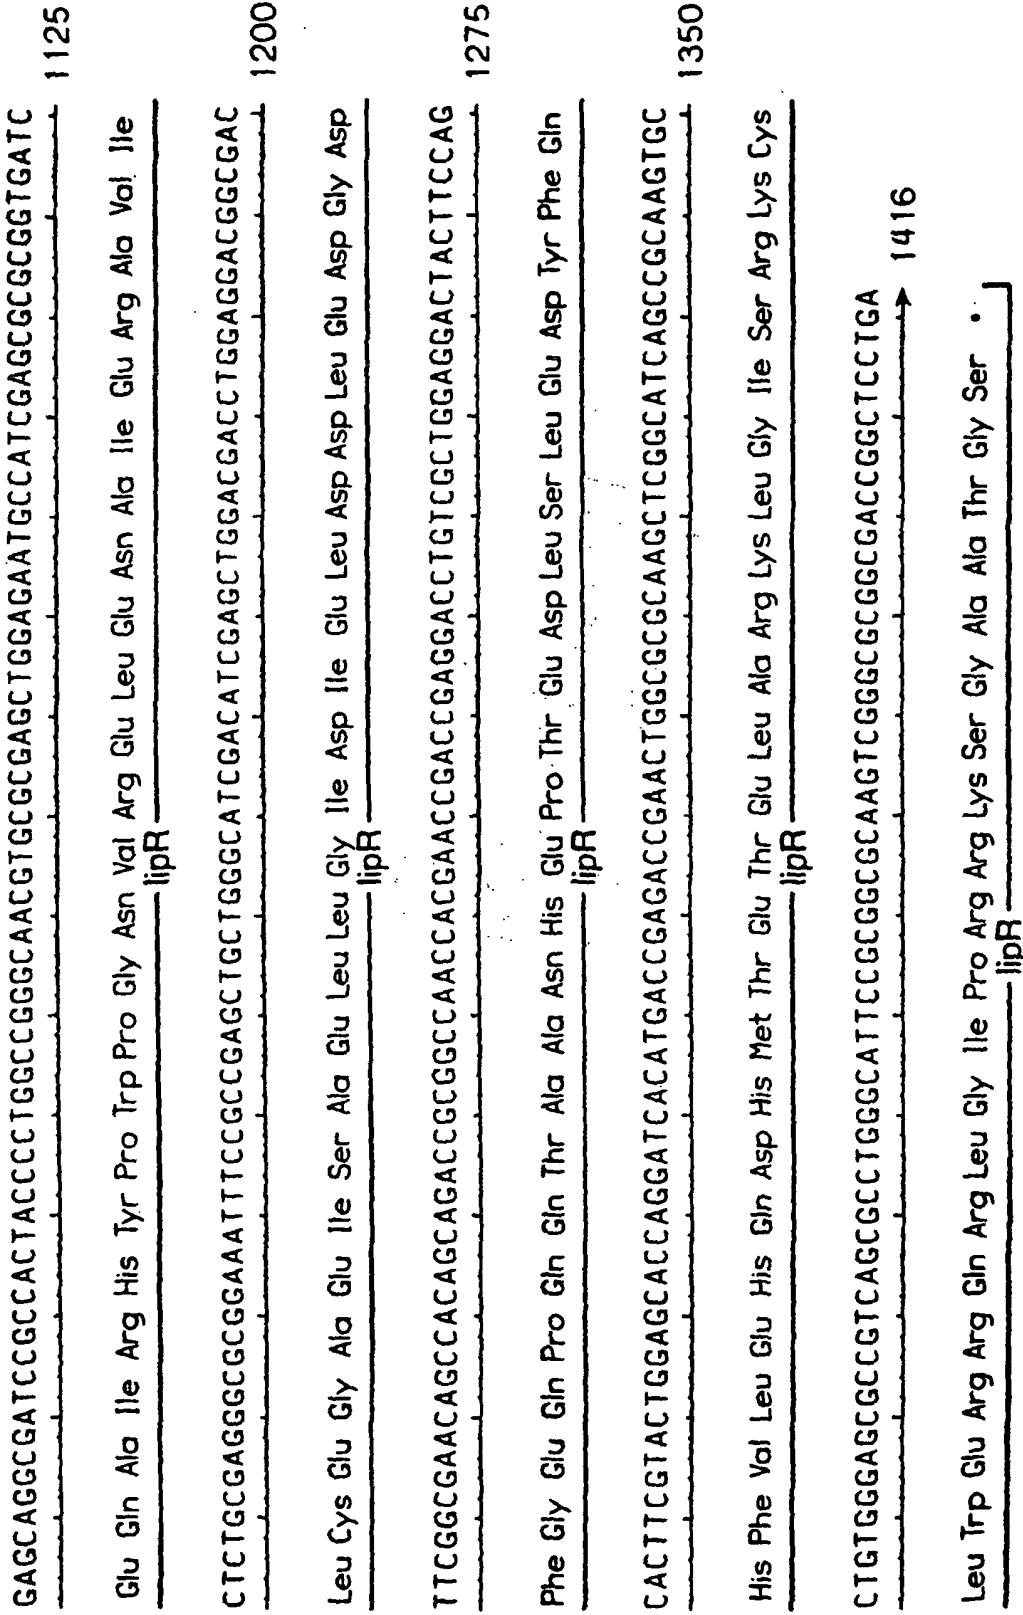 GAGCAGGCGATCCGCCACTACCCCTGGCCGGGCAACGTGCGCGAGCTGGAGAATGCCATCGAGCGCGCGGTGATC
1125
Glu Gln Ala Ile Arg His Tyr Pro Trp Pro Gly Asn Val Arg Glu Leu Glu Asn Ala Ile Glu Arg Ala Val Ile
lipR
CTCTGCGAGGGCGCGGAAATTTCCGCCGAGCTGCTGGGCATCGACATCGAGCTGGACGACCTGGAGGACGGCGAC
1200
Leu Cys Glu Gly Ala Glu Ile Ser Ala Glu Leu Leu Gly Ile Asp Ile Glu Leu Asp Asp Leu Glu Asp Gly Asp
lipR
TTCGGCGAACAGCCACAGCAGACCGCGGCCAACCACGAACCGACCGAGGACCTGTCGCTGGAGGACTACTTCCAG
1275
Phe Gly Glu Gln Pro Gln Gln Thr Ala Ala Asn His Glu Pro Thr Glu Asp Leu Ser Leu Glu Asp Tyr Phe Gln
lipR
CACTTCGTACTGGAGCACCAGGATCACATGACCGAGACCGAACTGGCGCGCAAGCTCGGCATCAGCCGCAAGTGC
1350
His Phe Val Leu Glu His Gln Asp His Met Thr Glu Thr Glu Leu Ala Arg Lys Leu Gly Ile Ser Arg Lys Cys
lipR
CTGTGGGAGCGCCGTCAGCGCCTGGGCATTCCGCGGCGCAAGTCGGGCGCGGCGACCGGCTCCTGA
1416
Leu Trp Glu Arg Arg Gln Arg Leu Gly Ile Pro Arg Arg Lys Ser Gly Ala Ala Thr Gly Ser •
lipR